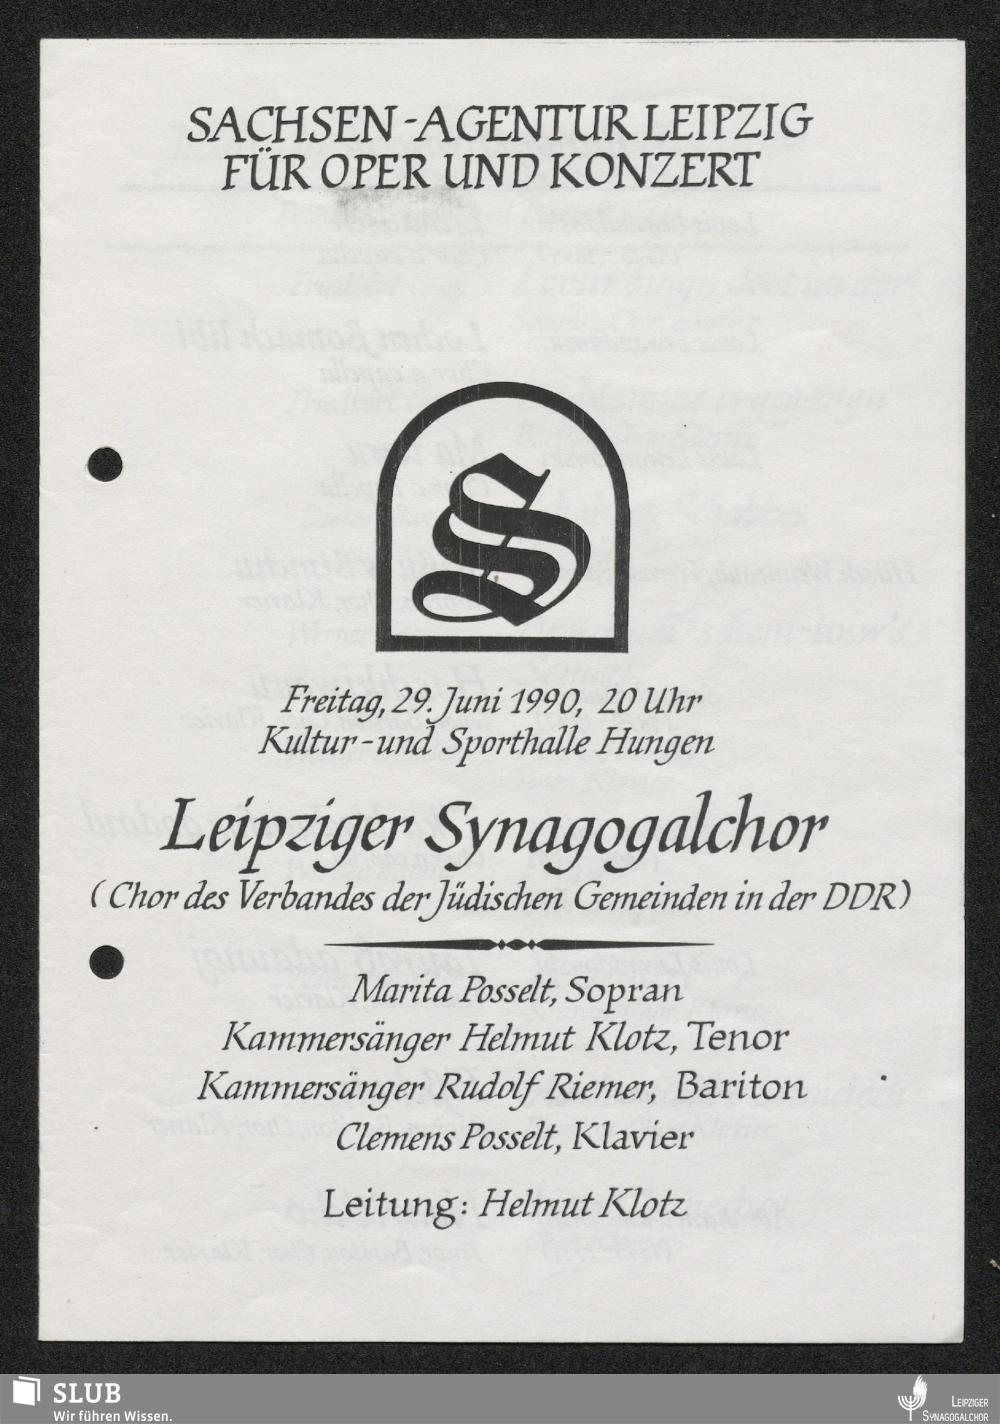 SACHSEN-AGENTUR LEIPZIG
FÜR OPER UND KONZERT
S
Freitag, 29. Juni 1990, 20 Uhr
Kultur- und Sporthalle Hungen
Leipziger Synagogalchor
(Chor des Verbandes der Jüdischen Gemeinden in der DDR)
Marita Posselt, Sopran
Kammersänger Helmut Klotz, Tenor
Kammersänger Rudolf Riemer, Bariton
Clemens Posselt, Klavier
Leitung: Helmut Klotz
SLUB
Wir führen Wissen.
LEIPZIGER
SYNAGOGALCHOR